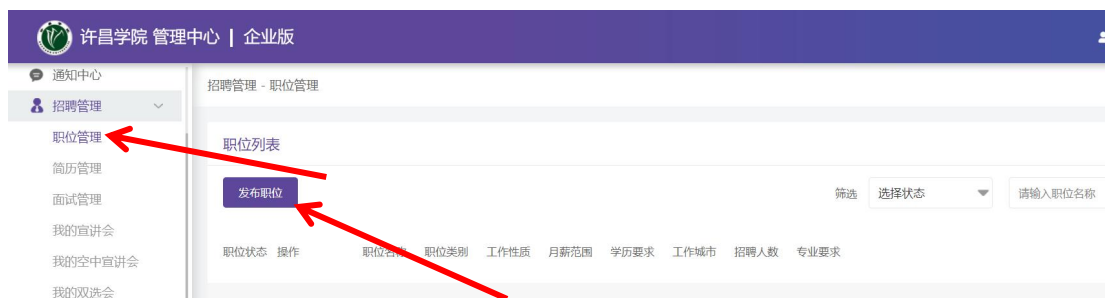 许昌学院 管理中心 | 企业版
通知中心
招聘管理 - 职位管理
招聘管理
职位管理
职位列表
简历管理
发布职位
筛选 选择状态 请输入职位名称
面试管理
我的宣讲会
职位状态 操作 职位名称 职位类别 工作性质 月薪范围 学历要求 工作城市 招聘人数 专业要求
我的空中宣讲会
我的双选会